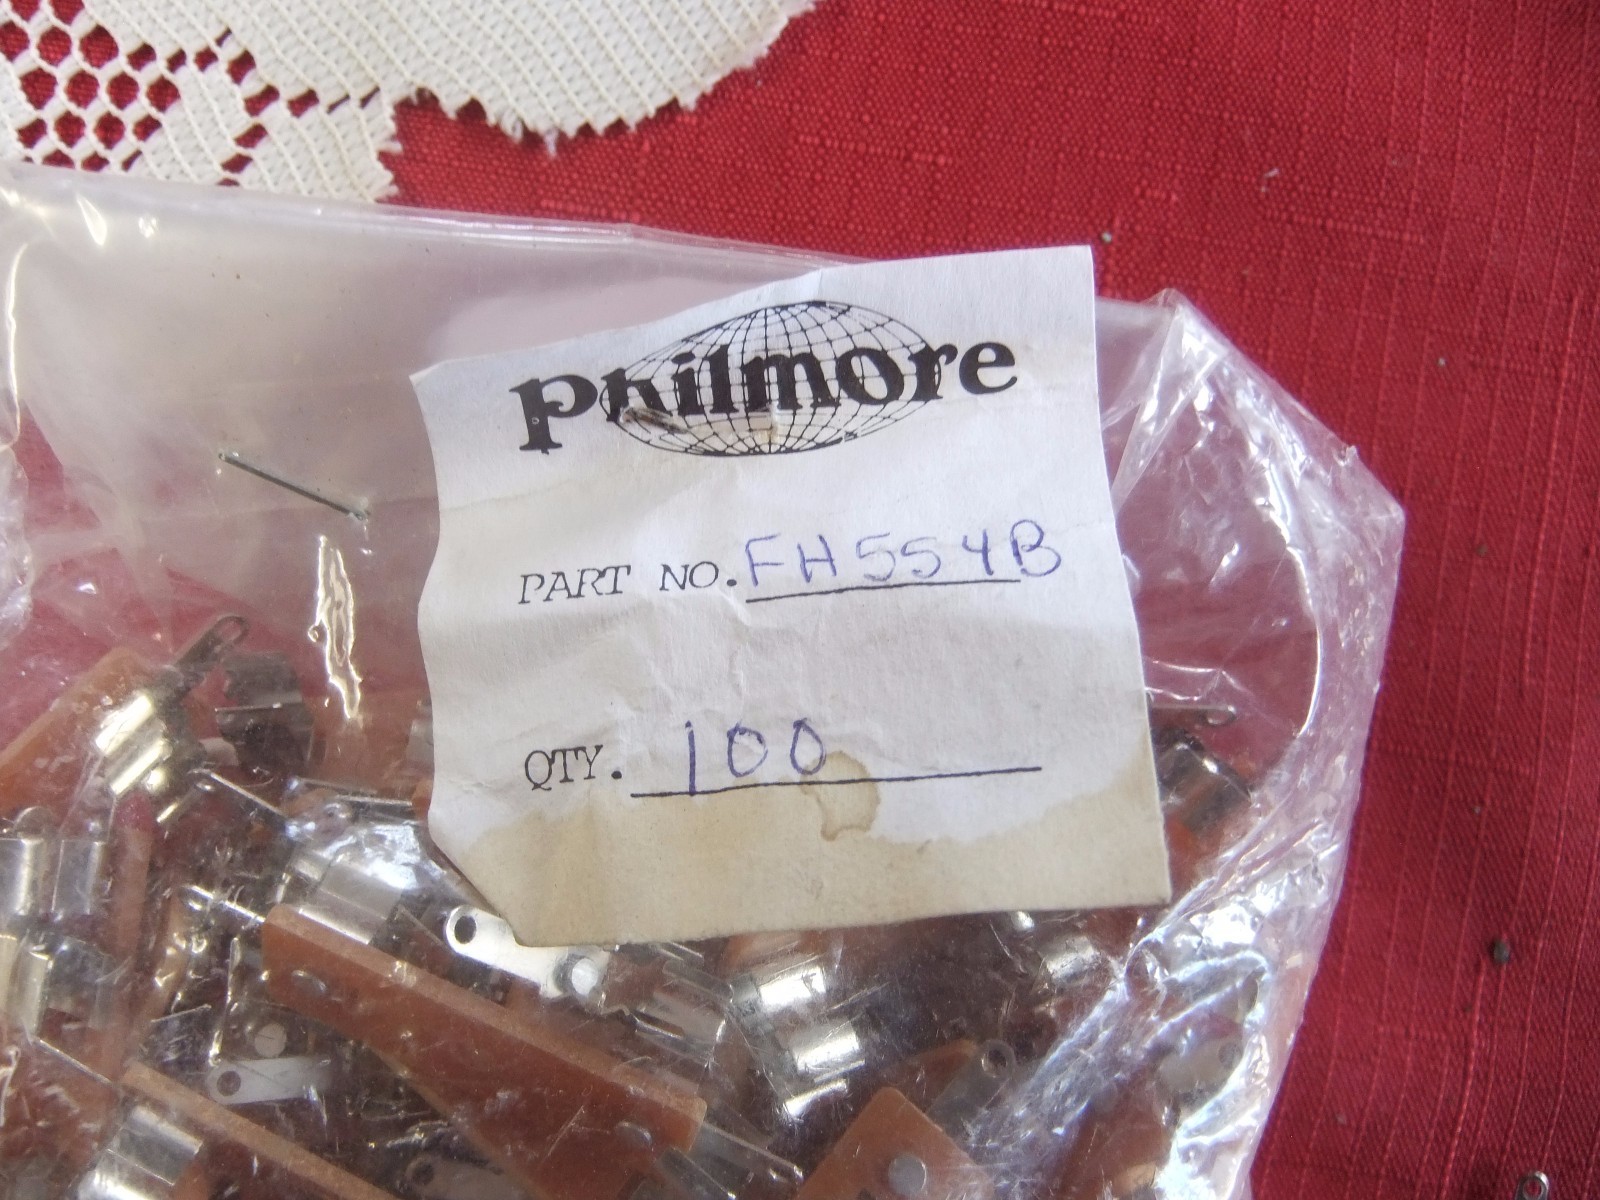 Philmore
PART NO. FH554B
QTY. 100